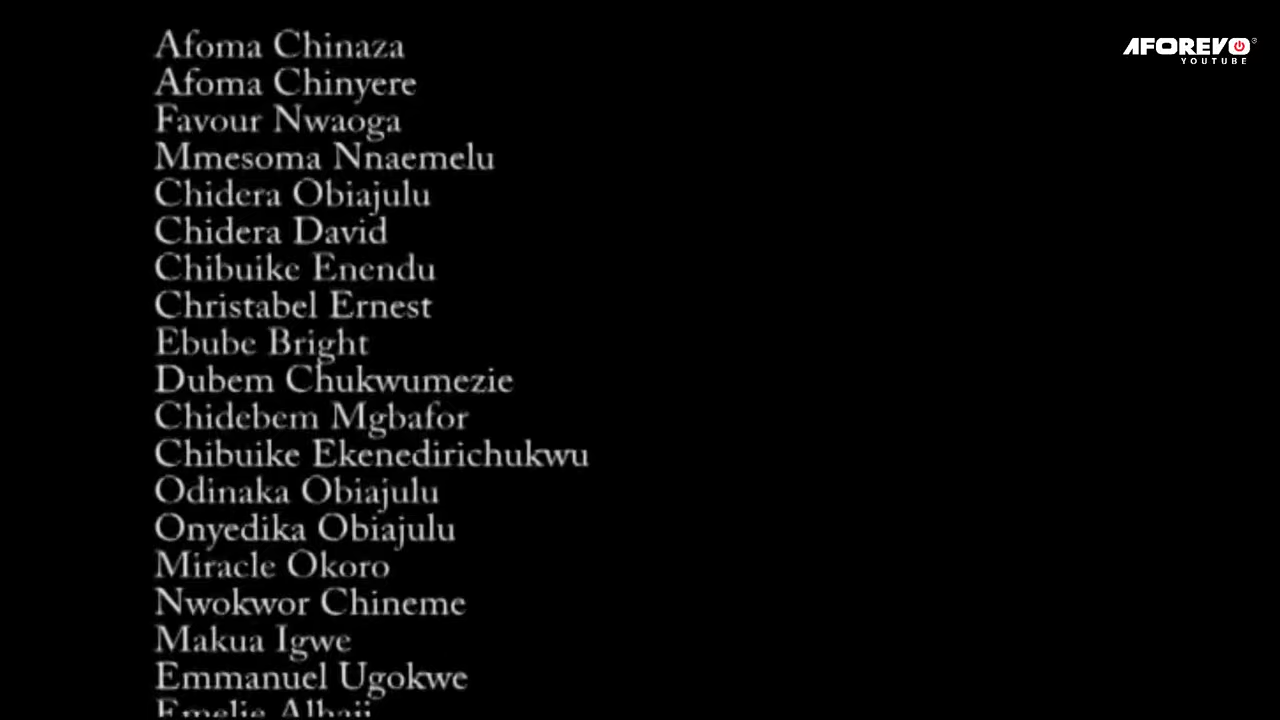 Afoma Chinaza
Afoma Chinyere
Favour Nwaoga
Mmesoma Nnaemelu
Chidera Obiajulu
Chidera David
Chibuike Enendu
Christabel Ernest
Ebube Bright
Dubem Chukwumezie
Chidebem Mgbafor
Chibuike Ekenedirichukwu
Odinaka Obiajulu
Onyedika Obiajulu
Miracle Okoro
Nwokwor Chineme
Makua Igwe
Emmanuel Ugokwe
Emelie Alhaji
AFOREVO
YOUTUBE